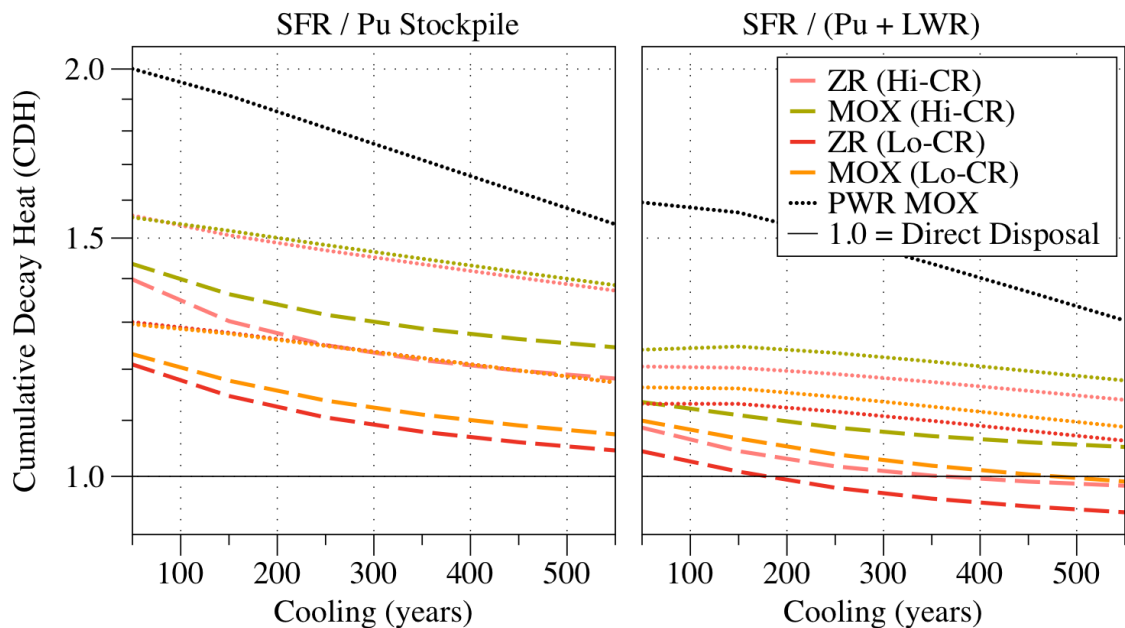 SFR / Pu Stockpile
SFR / (Pu + LWR)
Cumulative Decay Heat (CDH)
2.0
1.5
1.0
ZR (Hi-CR)
MOX (Hi-CR)
ZR (Lo-CR)
MOX (Lo-CR)
PWR MOX
1.0 = Direct Disposal
100 200 300 400 500
100 200 300 400 500
Cooling (years)
Cooling (years)